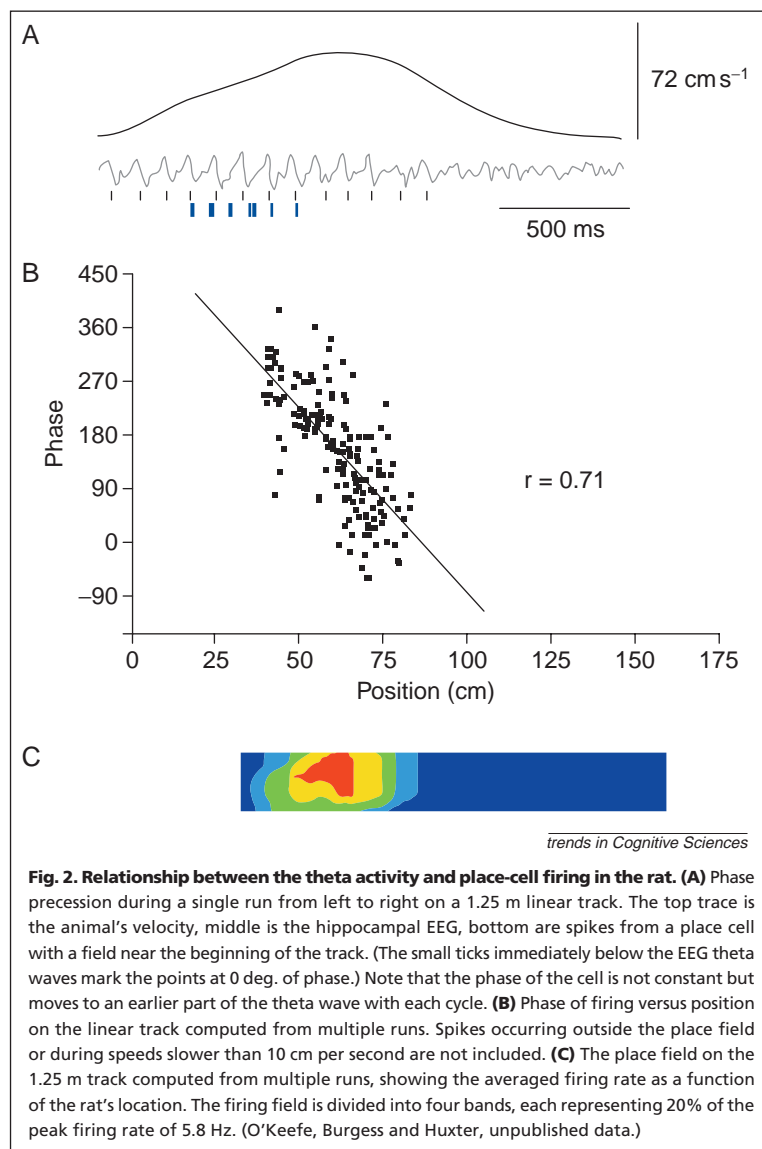 A
72 cm s–1
500 ms
B
450
360
270
180
90
0
–90
Phase
r = 0.71
0 25 50 75 100 125 150 175
Position (cm)
C
trends in Cognitive Sciences
Fig. 2. Relationship between the theta activity and place-cell firing in the rat. (A) Phase
precession during a single run from left to right on a 1.25 m linear track. The top trace is
the animal's velocity, middle is the hippocampal EEG, bottom are spikes from a place cell
with a field near the beginning of the track. (The small ticks immediately below the EEG theta
waves mark the points at 0 deg. of phase.) Note that the phase of the cell is not constant but
moves to an earlier part of the theta wave with each cycle. (B) Phase of firing versus position
on the linear track computed from multiple runs. Spikes occurring outside the place field
or during speeds slower than 10 cm per second are not included. (C) The place field on the
1.25 m track computed from multiple runs, showing the averaged firing rate as a function
of the rat's location. The firing field is divided into four bands, each representing 20% of the
peak firing rate of 5.8 Hz. (O'Keefe, Burgess and Huxter, unpublished data.)